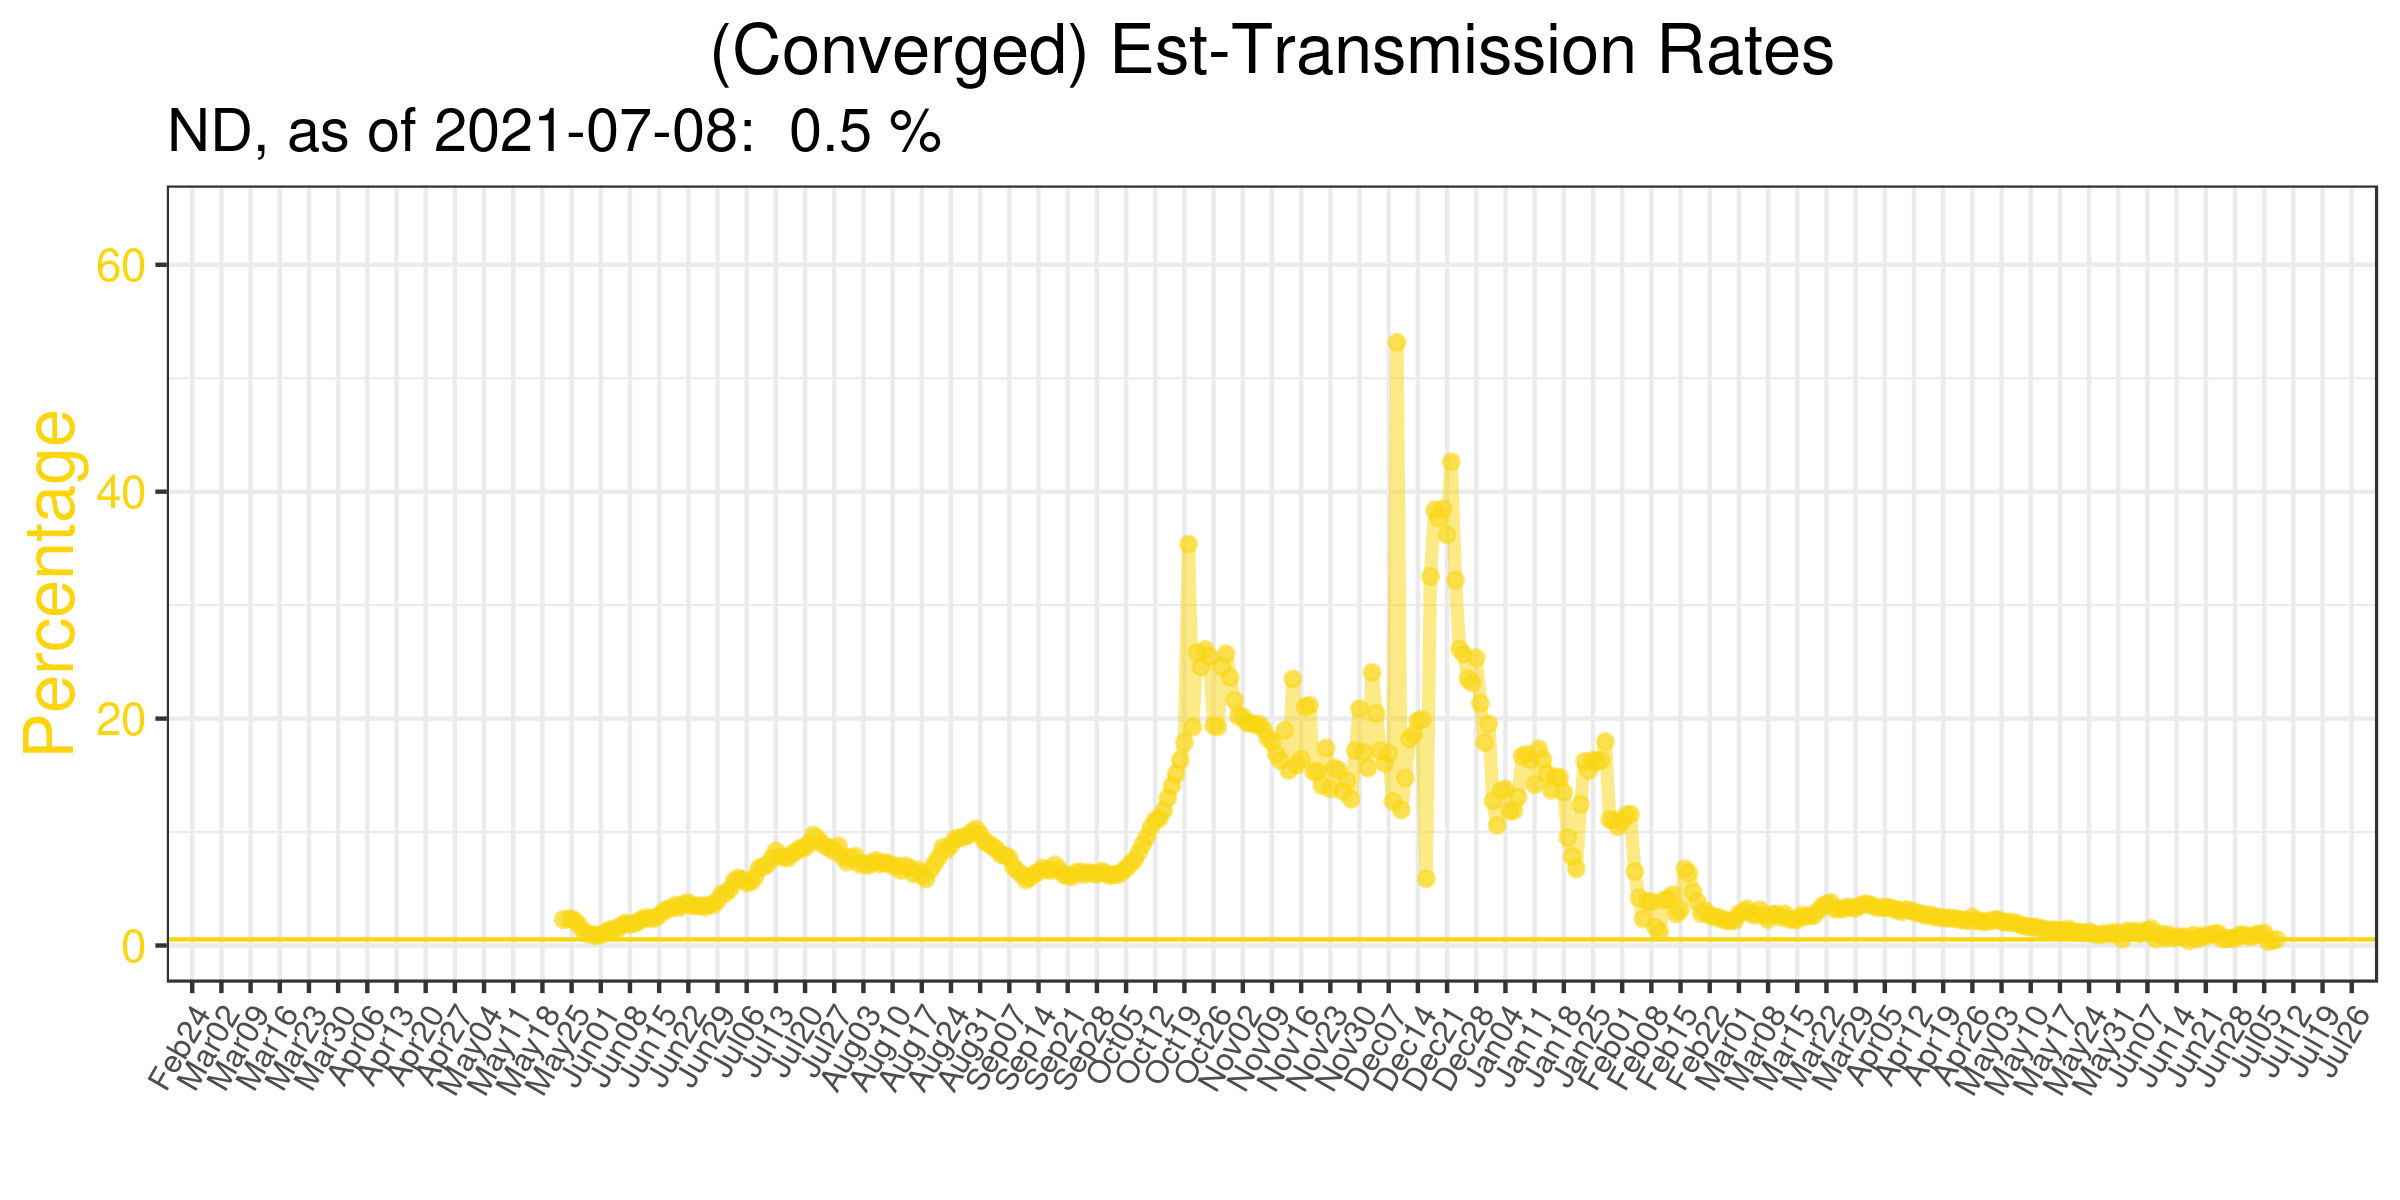 (Converged) Est-Transmission Rates
ND, as of 2021-07-08:  0.5 %
Percentage
60
40
20
0
Feb24
Mar02
Mar09
Mar16
Mar23
Mar30
Apr06
Apr13
Apr20
Apr27
May04
May11
May18
May25
Jun01
Jun08
Jun15
Jun22
Jun29
Jul06
Jul13
Jul20
Jul27
Aug03
Aug10
Aug17
Aug24
Aug31
Sep07
Sep14
Sep21
Sep28
Oct05
Oct12
Oct19
Oct26
Nov02
Nov09
Nov16
Nov23
Nov30
Dec07
Dec14
Dec21
Dec28
Jan04
Jan11
Jan18
Jan25
Feb01
Feb08
Feb15
Feb22
Mar01
Mar08
Mar15
Mar22
Mar29
Apr05
Apr12
Apr19
Apr26
May03
May10
May17
May24
May31
Jun07
Jun14
Jun21
Jun28
Jul05
Jul12
Jul19
Jul26